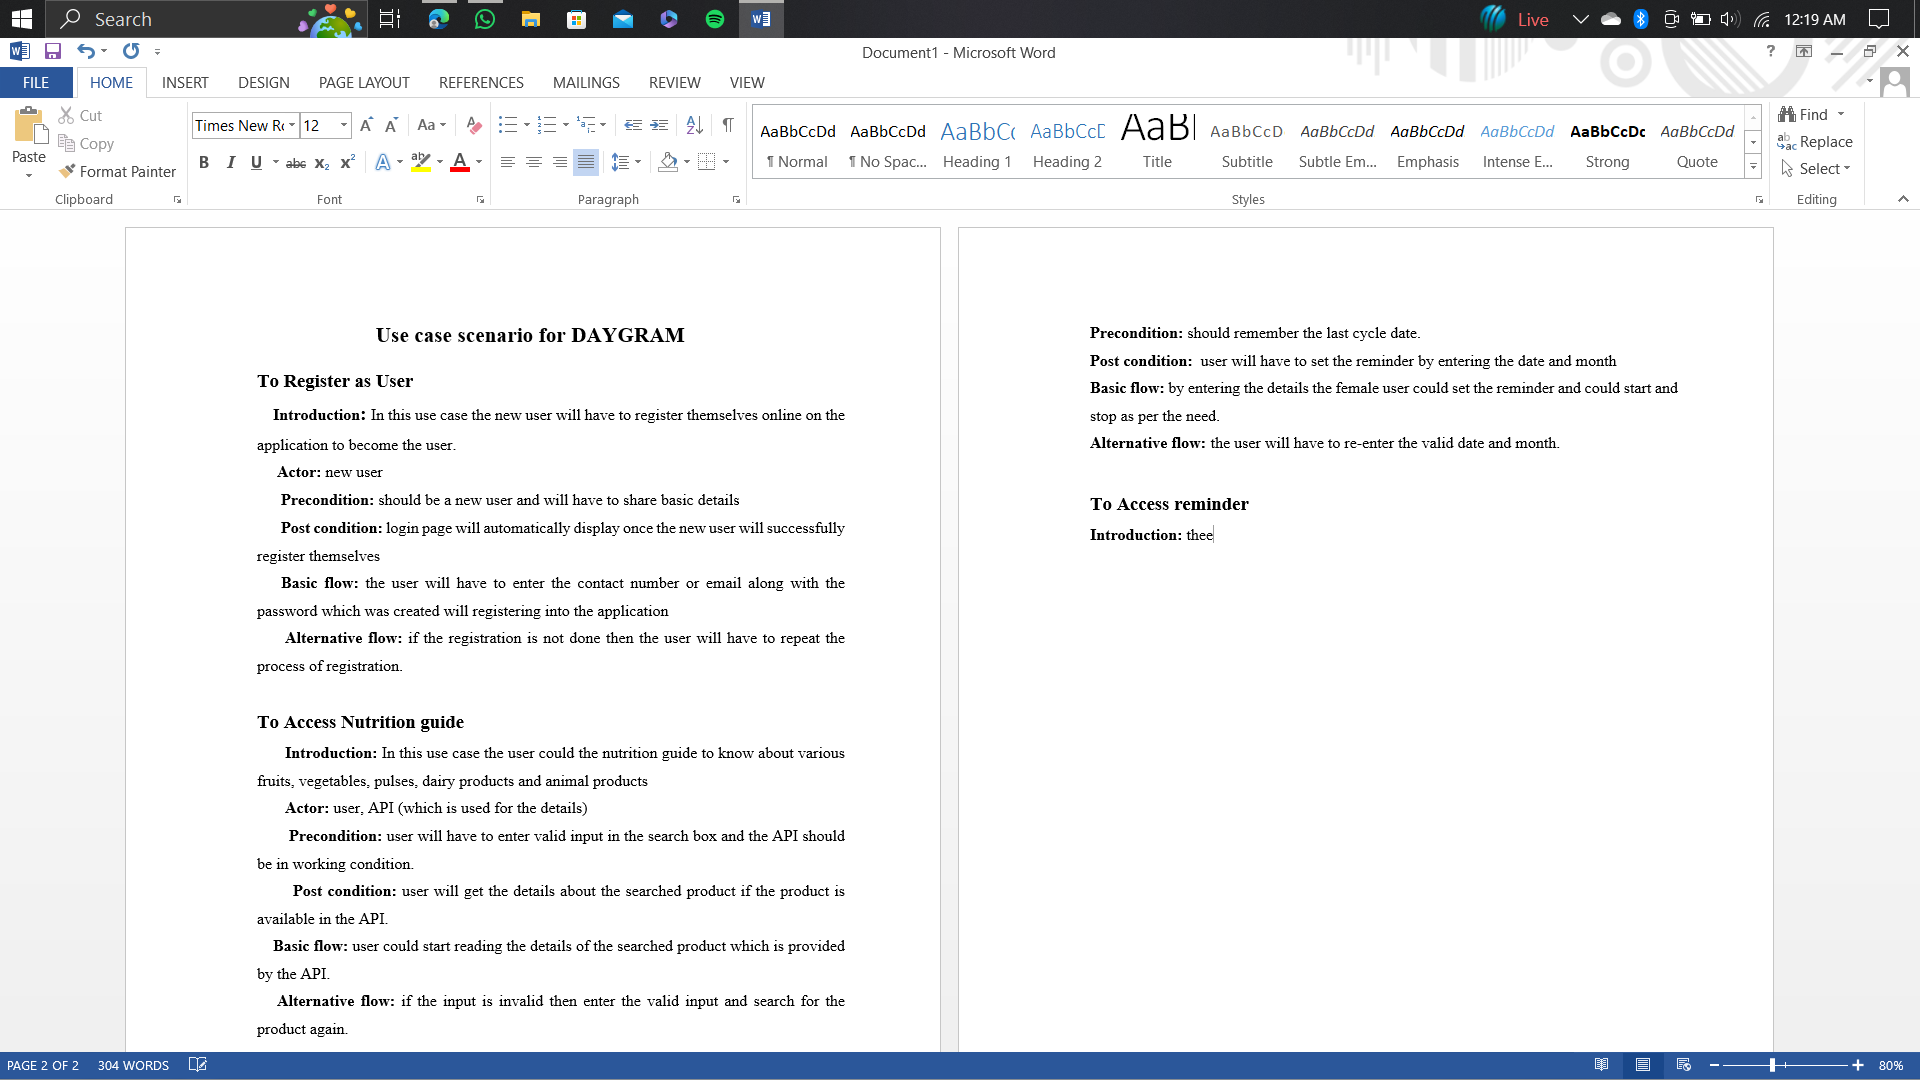 Search
Live
12:19 AM
Document1 - Microsoft Word
?
FILE HOME INSERT DESIGN PAGE LAYOUT REFERENCES MAILINGS REVIEW VIEW
Paste
Cut
Copy
Format Painter
Clipboard
Times New Ro 12
Aa
B I U abc x₂ x² A ab A
Font
Paragraph
AaBbCcDd AaBbCcDd AaBbCc AaBbCcD AaBl AaBbCcD AaBbCcDd AaBbCcDd AaBbCcDd AaBbCcDc AaBbCcDd
¶ Normal ¶ No Spac... Heading 1 Heading 2 Title Subtitle Subtle Em... Emphasis Intense E... Strong Quote
Styles
Find
Replace
Select
Editing
Use case scenario for DAYGRAM
To Register as User
Introduction: In this use case the new user will have to register themselves online on the
application to become the user.
Actor: new user
Precondition: should be a new user and will have to share basic details
Post condition: login page will automatically display once the new user will successfully
register themselves
Basic flow: the user will have to enter the contact number or email along with the
password which was created will registering into the application
Alternative flow: if the registration is not done then the user will have to repeat the
process of registration.
To Access Nutrition guide
Introduction: In this use case the user could the nutrition guide to know about various
fruits, vegetables, pulses, dairy products and animal products
Actor: user, API (which is used for the details)
Precondition: user will have to enter valid input in the search box and the API should
be in working condition.
Post condition: user will get the details about the searched product if the product is
available in the API.
Basic flow: user could start reading the details of the searched product which is provided
by the API.
Alternative flow: if the input is invalid then enter the valid input and search for the
product again.
Precondition: should remember the last cycle date.
Post condition: user will have to set the reminder by entering the date and month
Basic flow: by entering the details the female user could set the reminder and could start and
stop as per the need.
Alternative flow: the user will have to re-enter the valid date and month.
To Access reminder
Introduction: thee
PAGE 2 OF 2 304 WORDS
80%